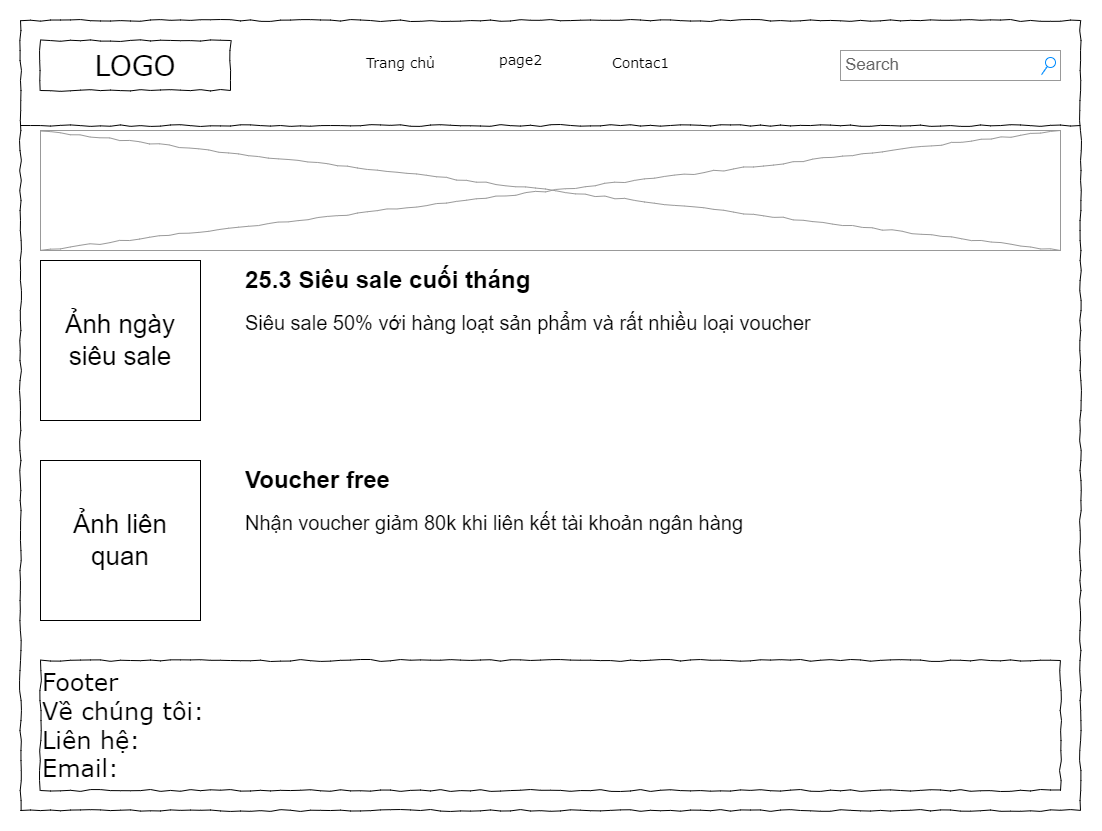 LOGO
Trang chủ
page2
Contac1
Search
Ảnh ngày
siêu sale
25.3 Siêu sale cuối tháng
Siêu sale 50% với hàng loạt sản phẩm và rất nhiều loại voucher
Ảnh liên
quan
Voucher free
Nhận voucher giảm 80k khi liên kết tài khoản ngân hàng
Footer
Về chúng tôi:
Liên hệ:
Email: